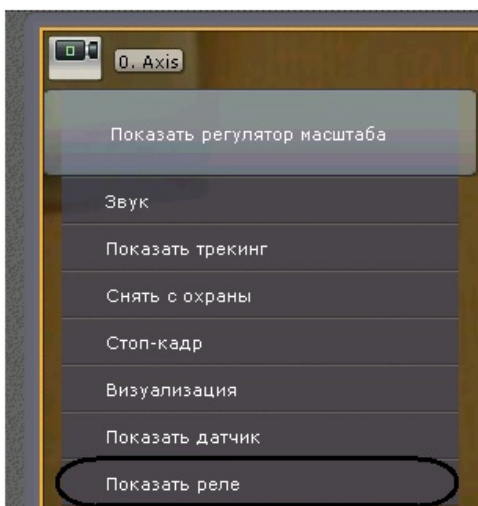 0. Axis
Показать регулятор масштаба
Звук
Показать трекинг
Снять с охраны
Стоп-кадр
Визуализация
Показать датчик
Показать реле